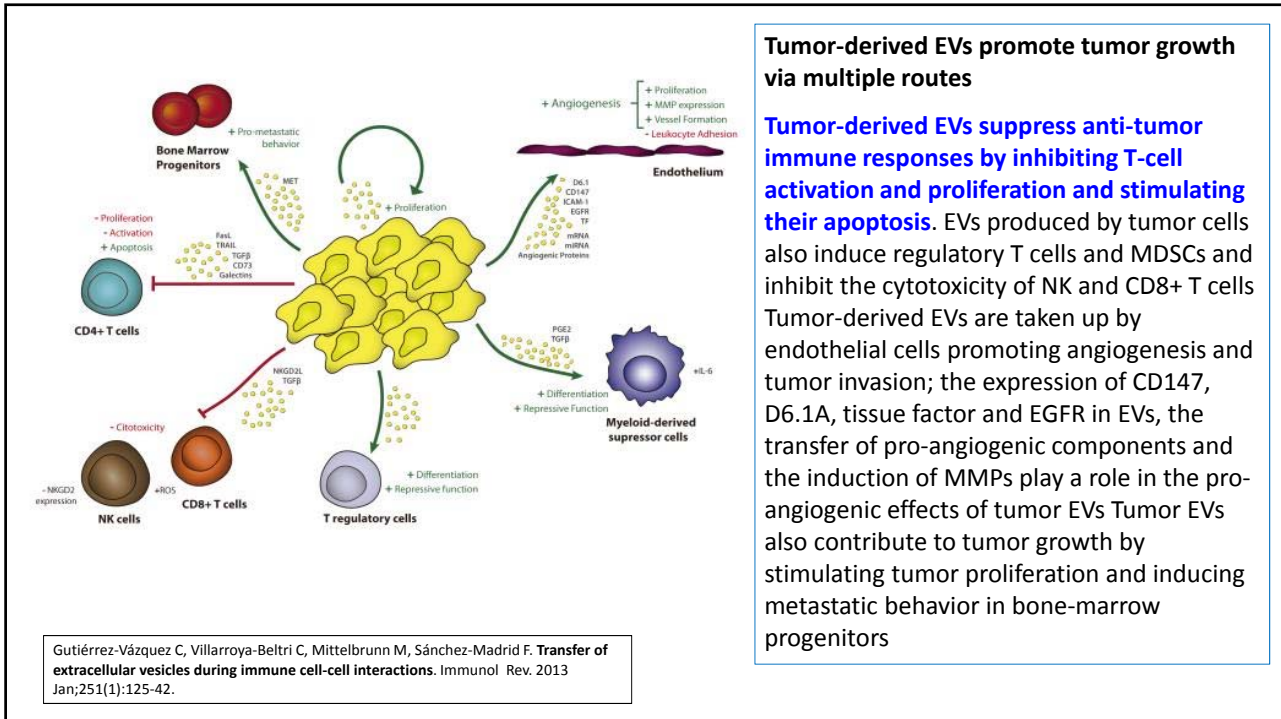 Bone Marrow
Progenitors
+ Pro-metastatic
behavior
MET
+ Proliferation
+ Angiogenesis
+ Proliferation
+ MMP expression
+ Vessel Formation
- Leukocyte Adhesion
Endothelium
D6.1
CD147
ICAM-1
EGFR
TF
mRNA
miRNA
Angiogenic Proteins
- Proliferation
- Activation
+ Apoptosis
FasL
TRAIL
TGFβ
CD73
Galectins
CD4+ T cells
PGE2
TGFβ
+IL-6
+ Differentiation
+ Repressive Function
Myeloid-derived
supressor cells
NKGD2L
TGFβ
- Citotoxicity
- NKGD2
expression
+ROS
NK cells
CD8+ T cells
+ Differentiation
+ Repressive function
T regulatory cells
Gutiérrez-Vázquez C, Villarroya-Beltri C, Mittelbrunn M, Sánchez-Madrid F. Transfer of
extracellular vesicles during immune cell-cell interactions. Immunol Rev. 2013
Jan;251(1):125-42.
Tumor-derived EVs promote tumor growth
via multiple routes
Tumor-derived EVs suppress anti-tumor
immune responses by inhibiting T-cell
activation and proliferation and stimulating
their apoptosis. EVs produced by tumor cells
also induce regulatory T cells and MDSCs and
inhibit the cytotoxicity of NK and CD8+ T cells
Tumor-derived EVs are taken up by
endothelial cells promoting angiogenesis and
tumor invasion; the expression of CD147,
D6.1A, tissue factor and EGFR in EVs, the
transfer of pro-angiogenic components and
the induction of MMPs play a role in the pro-
angiogenic effects of tumor EVs Tumor EVs
also contribute to tumor growth by
stimulating tumor proliferation and inducing
metastatic behavior in bone-marrow
progenitors